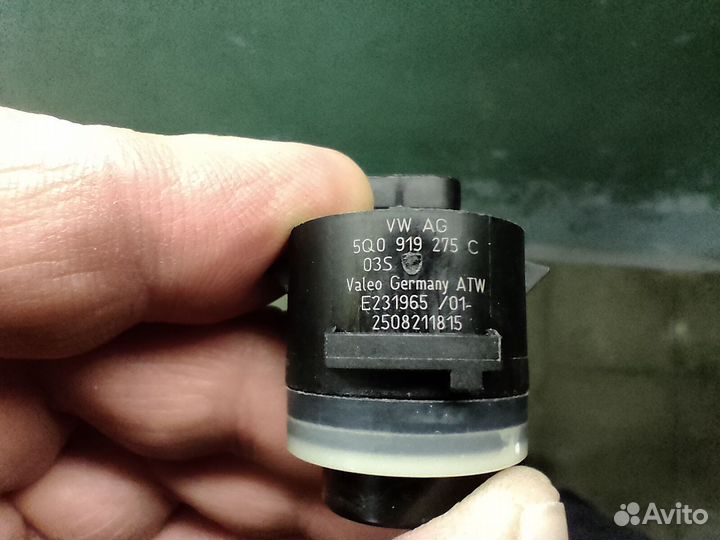 VW AG
5Q0 919 275 C
03S
Valeo Germany ATW
E231965 /01-
2508211815
Avito